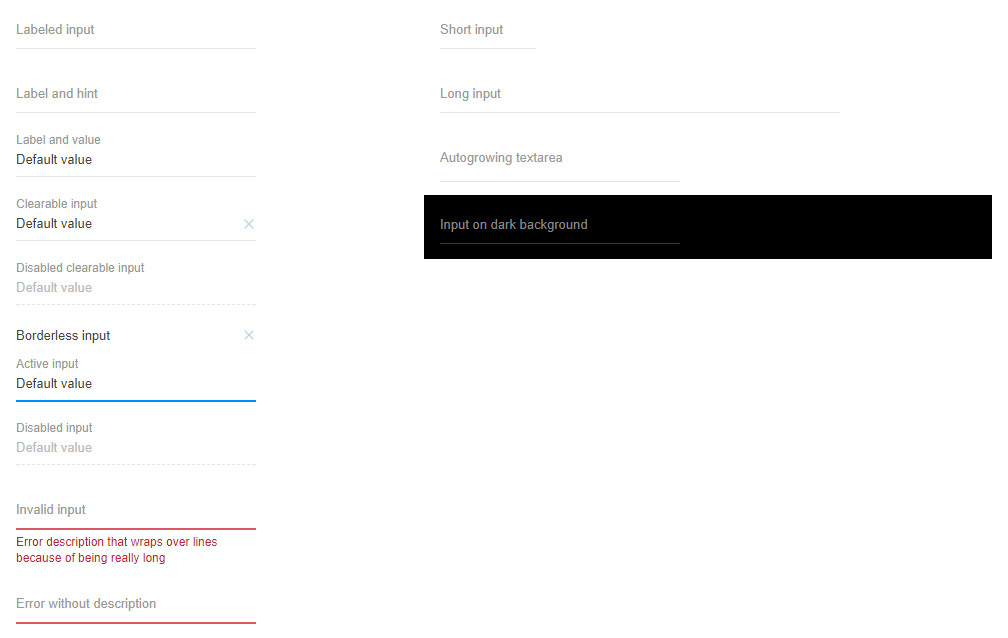 Labeled input
Label and hint
Label and value
Default value
Clearable input
Default value
Disabled clearable input
Default value
Borderless input
Active input
Default value
Disabled input
Default value
Invalid input
Error description that wraps over lines
because of being really long
Error without description
Short input
Long input
Autogrowing textarea
Input on dark background